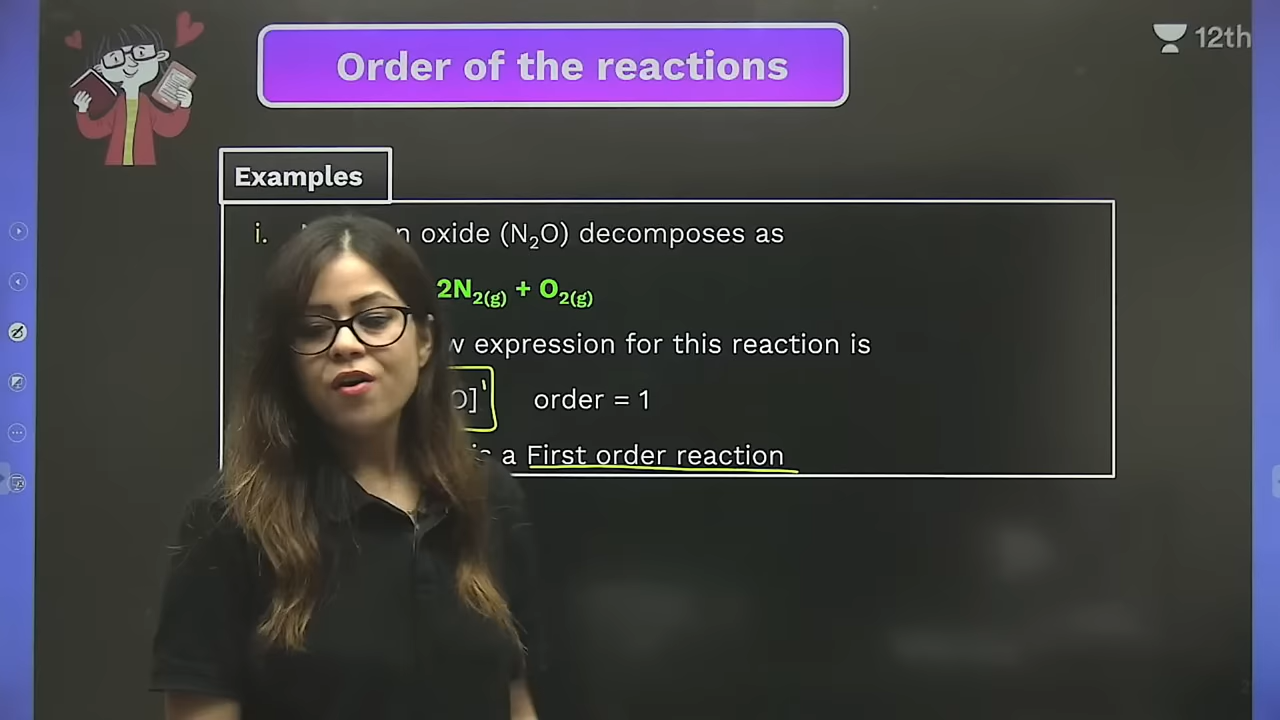 Order of the reactions
12th
Examples
i. oxide (N₂O) decomposes as
2N₂(g) + O₂(g)
expression for this reaction is
O]¹ order = 1
a First order reaction